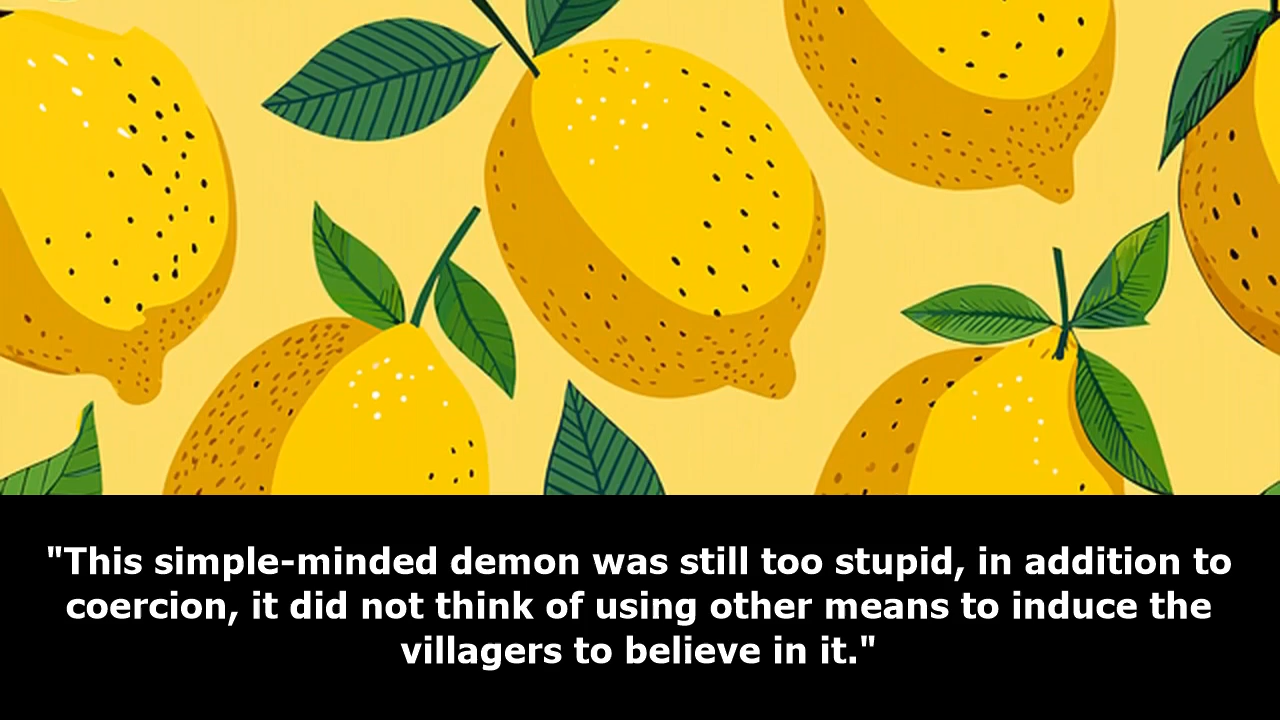 "This simple-minded demon was still too stupid, in addition to
coercion, it did not think of using other means to induce the
villagers to believe in it."